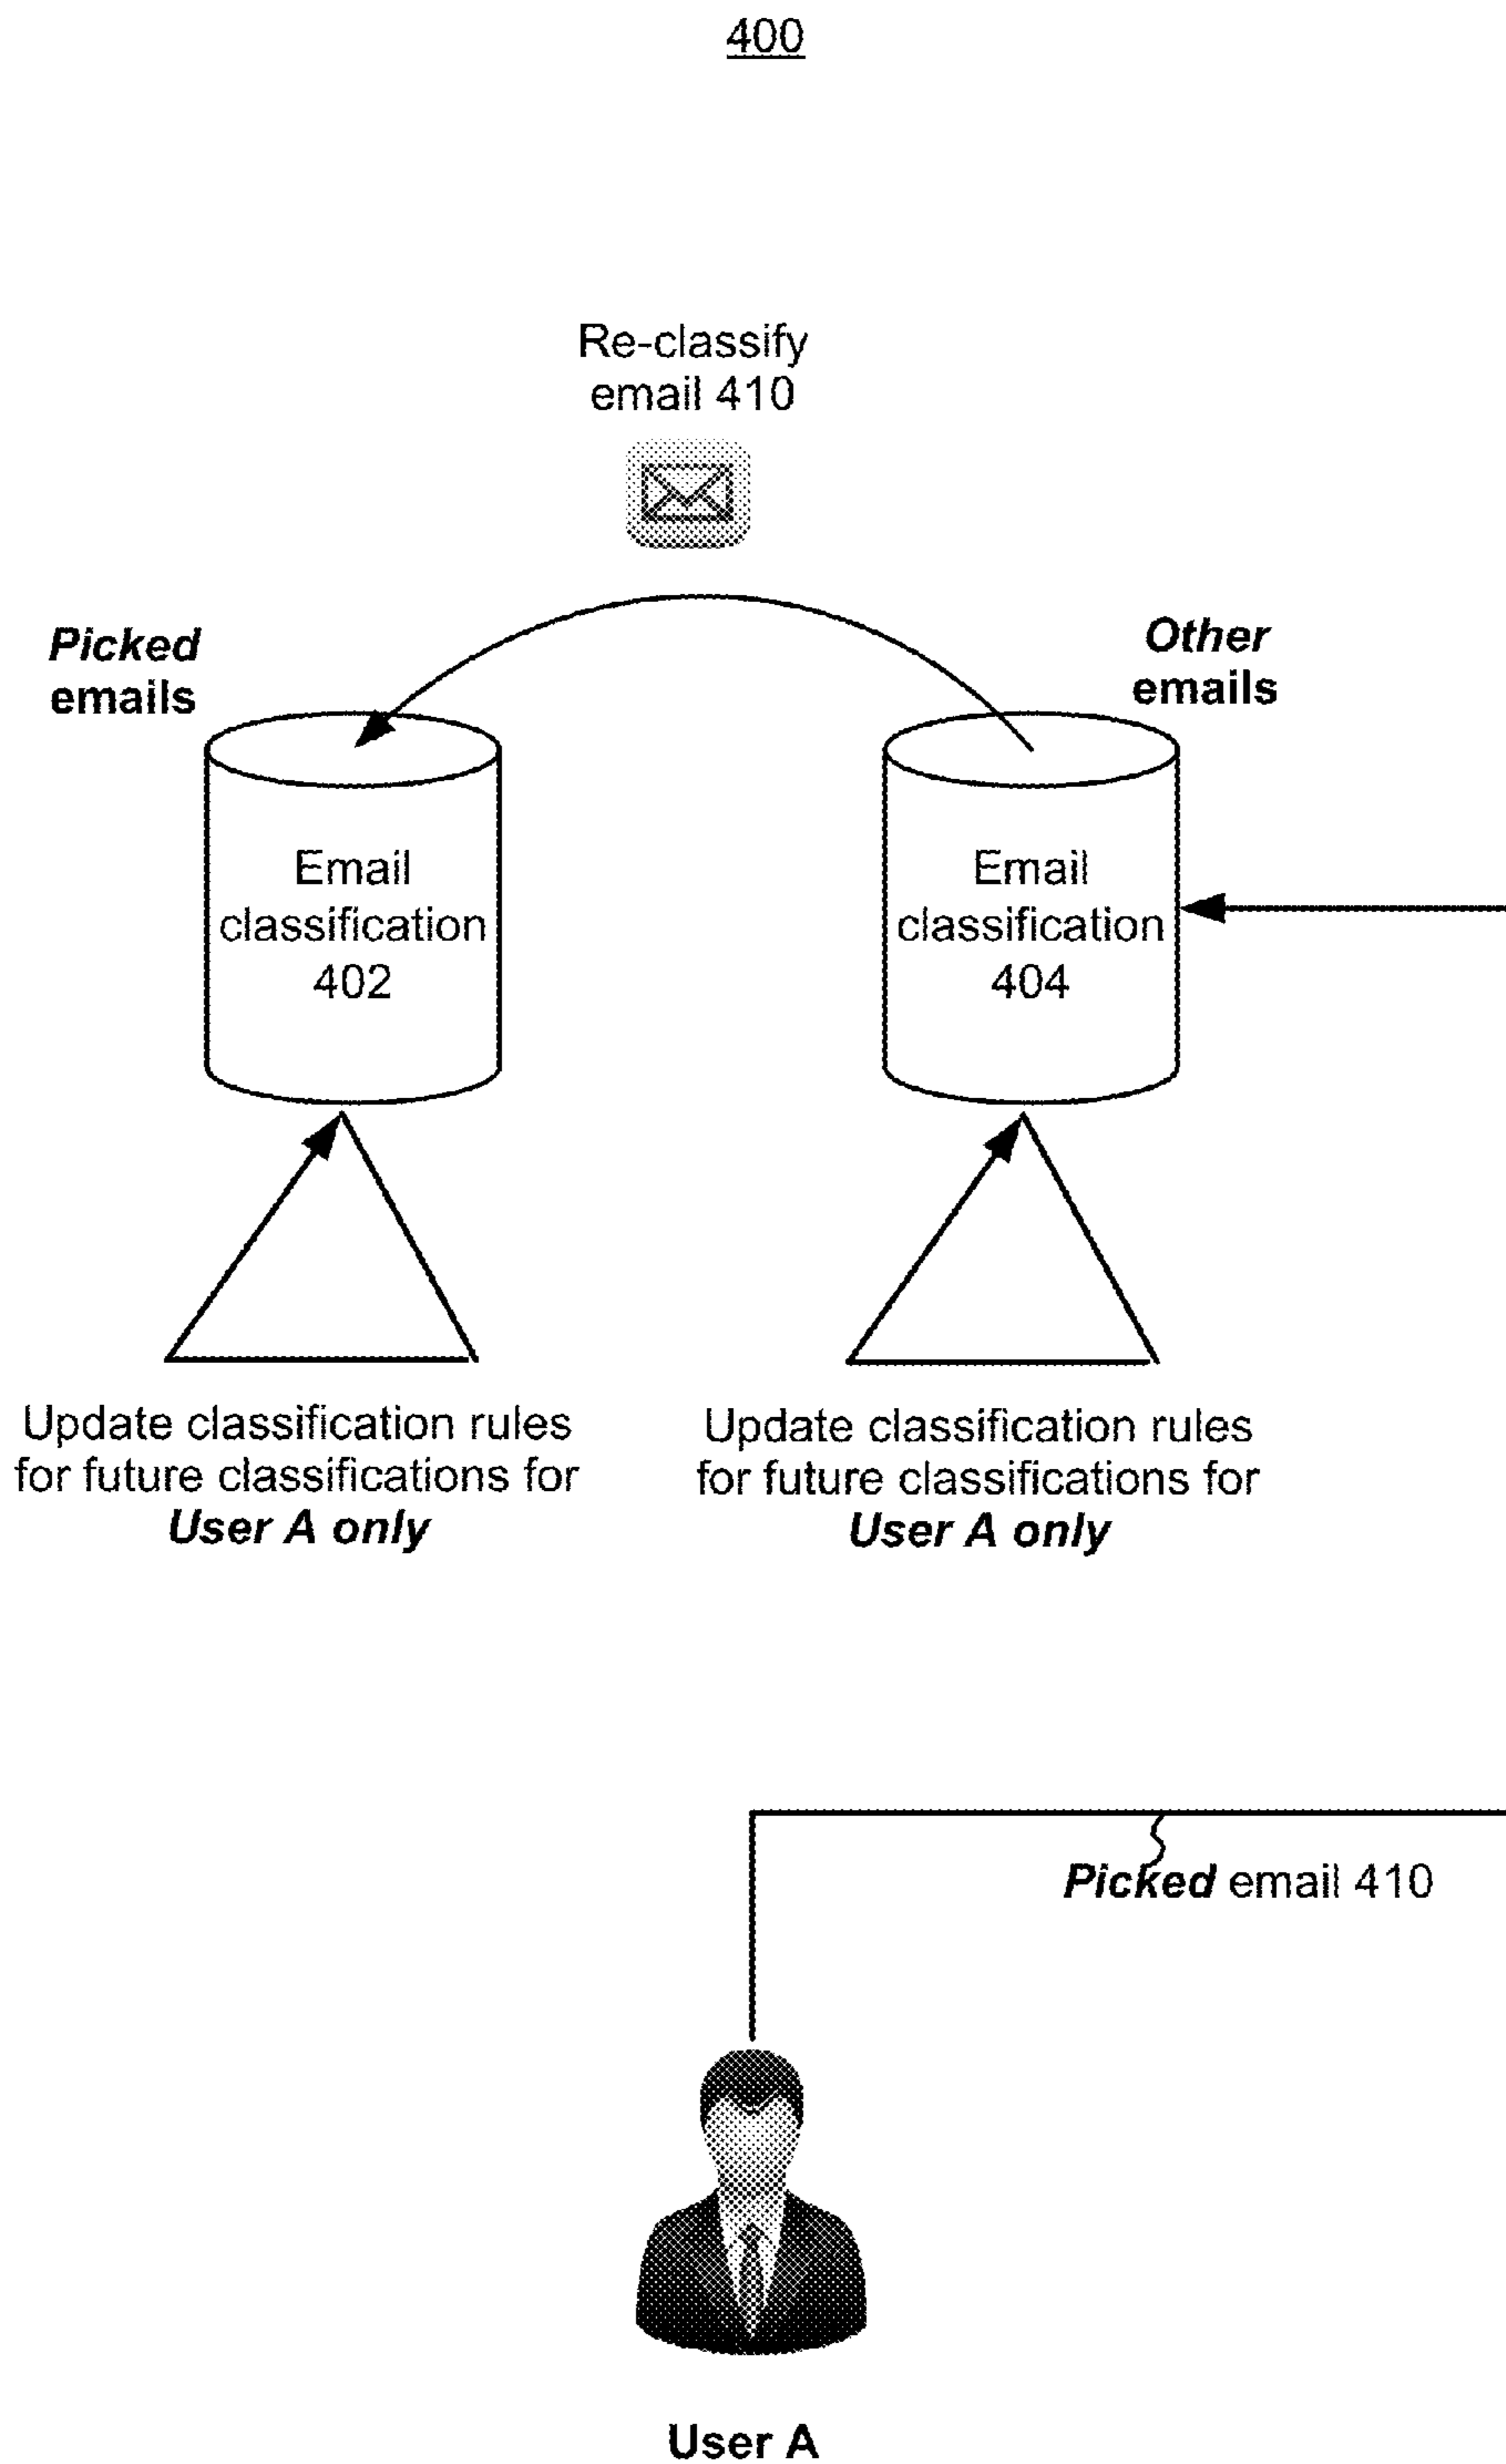 400
Re-classify
email 410
Picked
emails
Other
emails
Email
classification
402
Email
classification
404
Update classification rules
for future classifications for
User A only
Update classification rules
for future classifications for
User A only
Picked email 410
User A